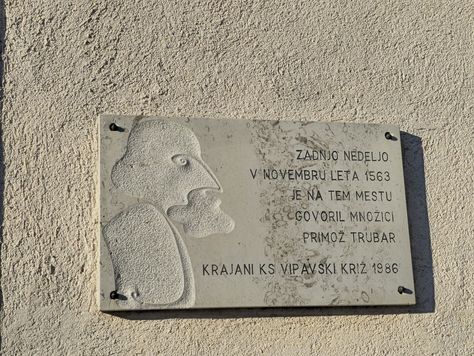 ZADNJO NEDELJO
V NOVEMBRU LETA 1563
JE NA TEM MESTU
GOVORIL MNOŽICI
PRIMOŽ TRUBAR
KRAJANI KS VIPAVSKI KRIŽ 1986